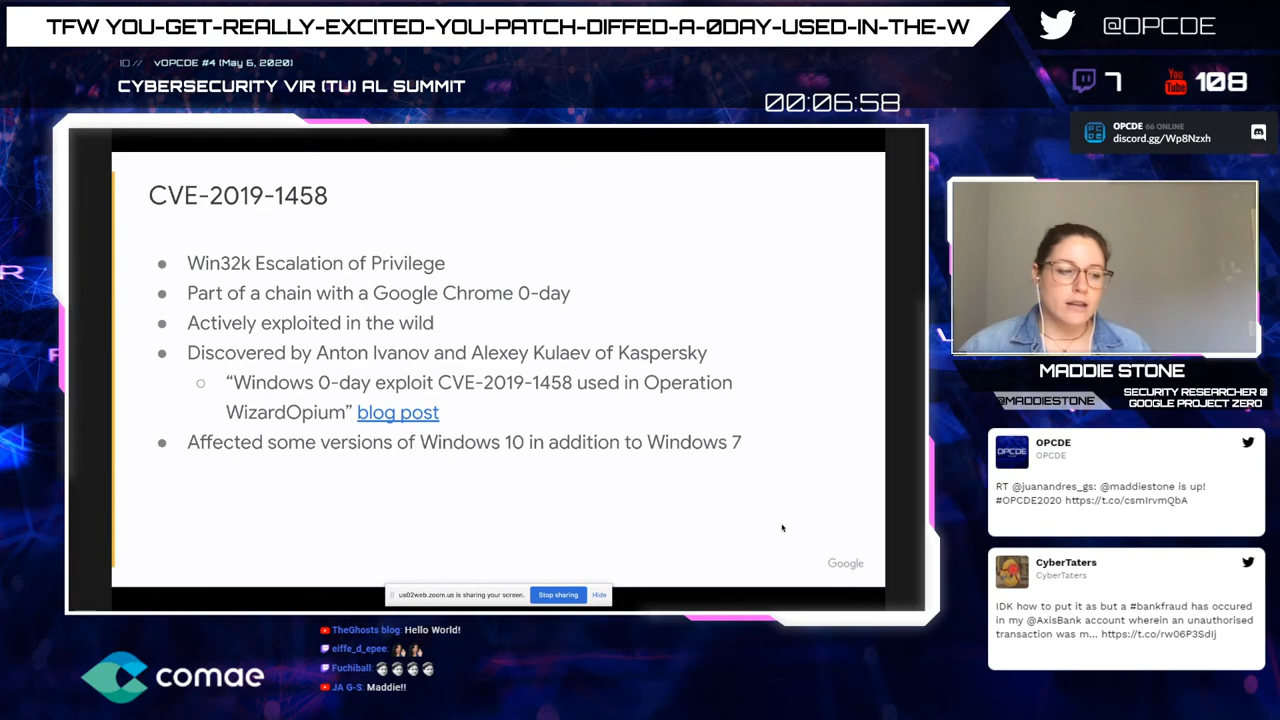 TFW YOU-GET-REALLY-EXCITED-YOU-PATCH-DIFFED-A-0DAY-USED-IN-THE-W
@OPCDE
ID // vOPCDE #4 (May 6, 2020)
CYBERSECURITY VIR (TU) AL SUMMIT
00:06:58
7
You
Tube
108
OPCDE 66 ONLINE
discord.gg/Wp8Nzxh
CVE-2019-1458
● Win32k Escalation of Privilege
● Part of a chain with a Google Chrome 0-day
● Actively exploited in the wild
● Discovered by Anton Ivanov and Alexey Kulaev of Kaspersky
○ “Windows 0-day exploit CVE-2019-1458 used in Operation
WizardOpium” blog post
● Affected some versions of Windows 10 in addition to Windows 7
Google
us02web.zoom.us is sharing your screen. Stop sharing Hide
MADDIE STONE
@MADDIESTONE
SECURITY RESEARCHER @
GOOGLE PROJECT ZERO
OPCDE
OPCDE
OPCDE
RT @juanandres_gs: @maddiestone is up!
#OPCDE2020 https://t.co/csmIrvmQbA
CyberTaters
CyberTaters
IDK how to put it as but a #bankfraud has occured
in my @AxisBank account wherein an unauthorised
transaction was m... https://t.co/rw06P3SdIj
TheGhosts blog: Hello World!
eiffe_d_epee:
Fuchiball:
JA G-S: Maddie!!
comae